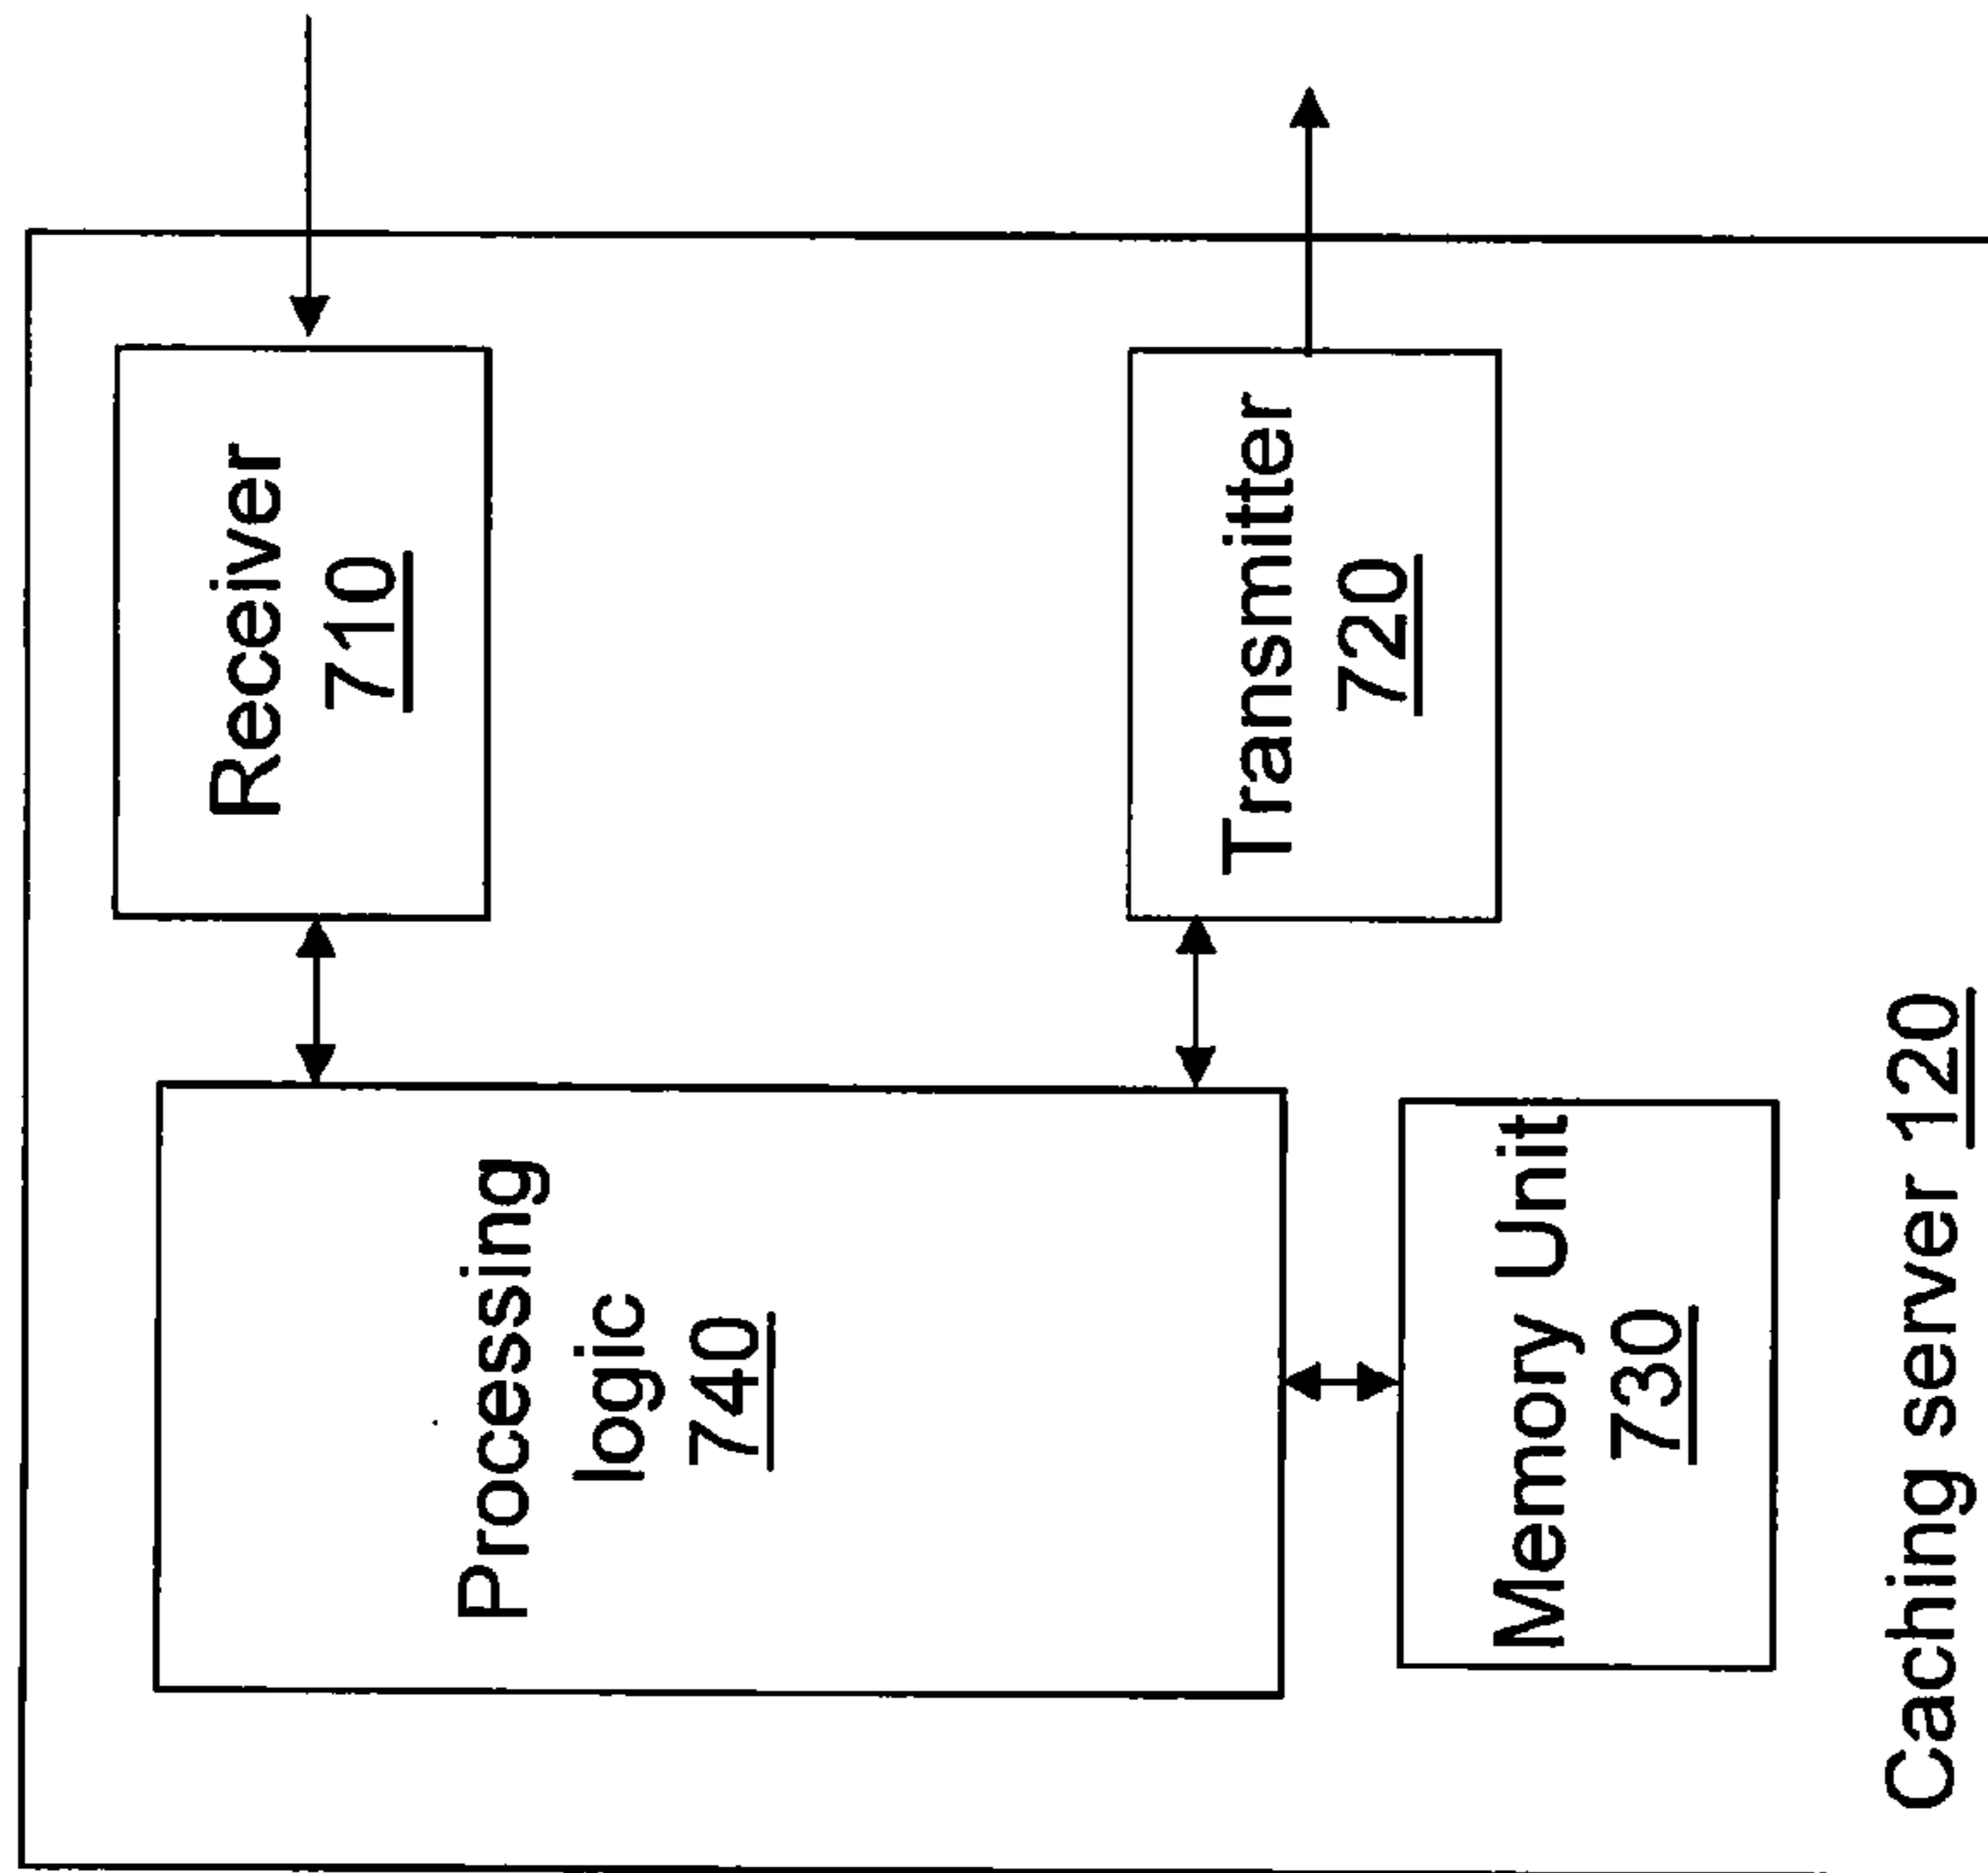 Processing
logic
740
Receiver
710
Memory Unit
730
Transmitter
720
Caching server 120